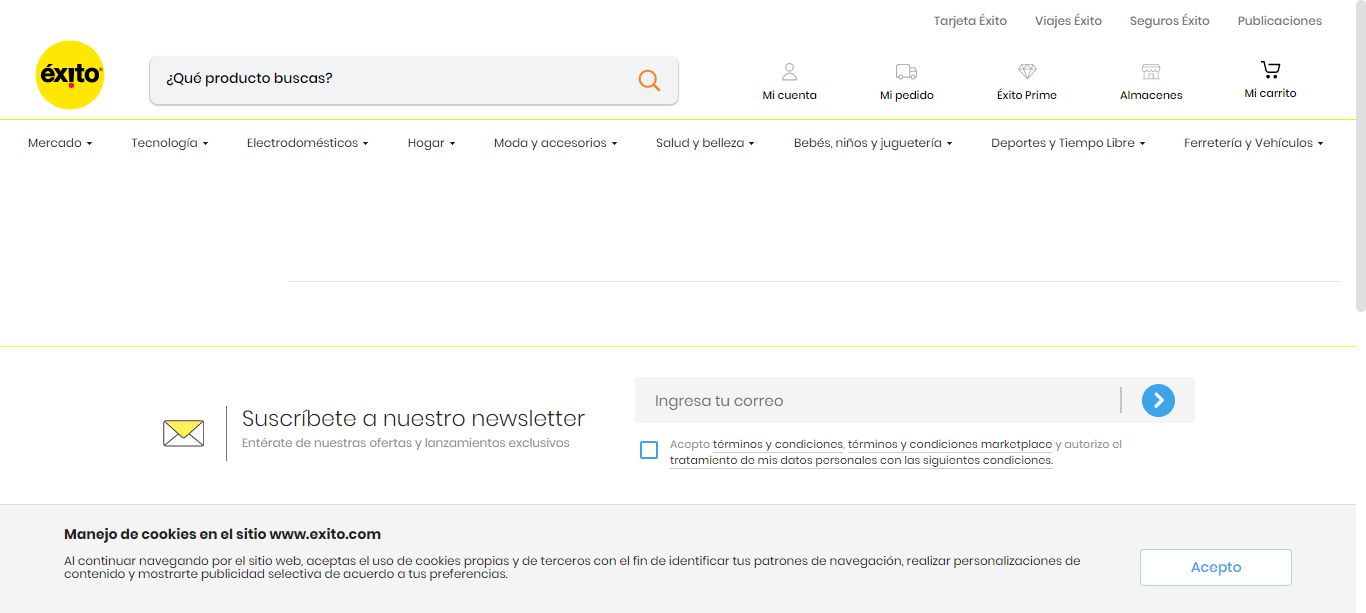 Tarjeta Éxito Viajes Éxito Seguros Éxito Publicaciones
éxito
¿Qué producto buscas?
Mi cuenta Mi pedido Éxito Prime Almacenes Mi carrito
Mercado Tecnología Electrodomésticos Hogar Moda y accesorios Salud y belleza Bebés, niños y juguetería Deportes y Tiempo Libre Ferretería y Vehículos
Ingresa tu correo
Suscríbete a nuestro newsletter
Entérate de nuestras ofertas y lanzamientos exclusivos
Acepto términos y condiciones, términos y condiciones marketplace y autorizo el
tratamiento de mis datos personales con las siguientes condiciones.
Manejo de cookies en el sitio www.exito.com
Al continuar navegando por el sitio web, aceptas el uso de cookies propias y de terceros con el fin de identificar tus patrones de navegación, realizar personalizaciones de
contenido y mostrarte publicidad selectiva de acuerdo a tus preferencias.
Acepto